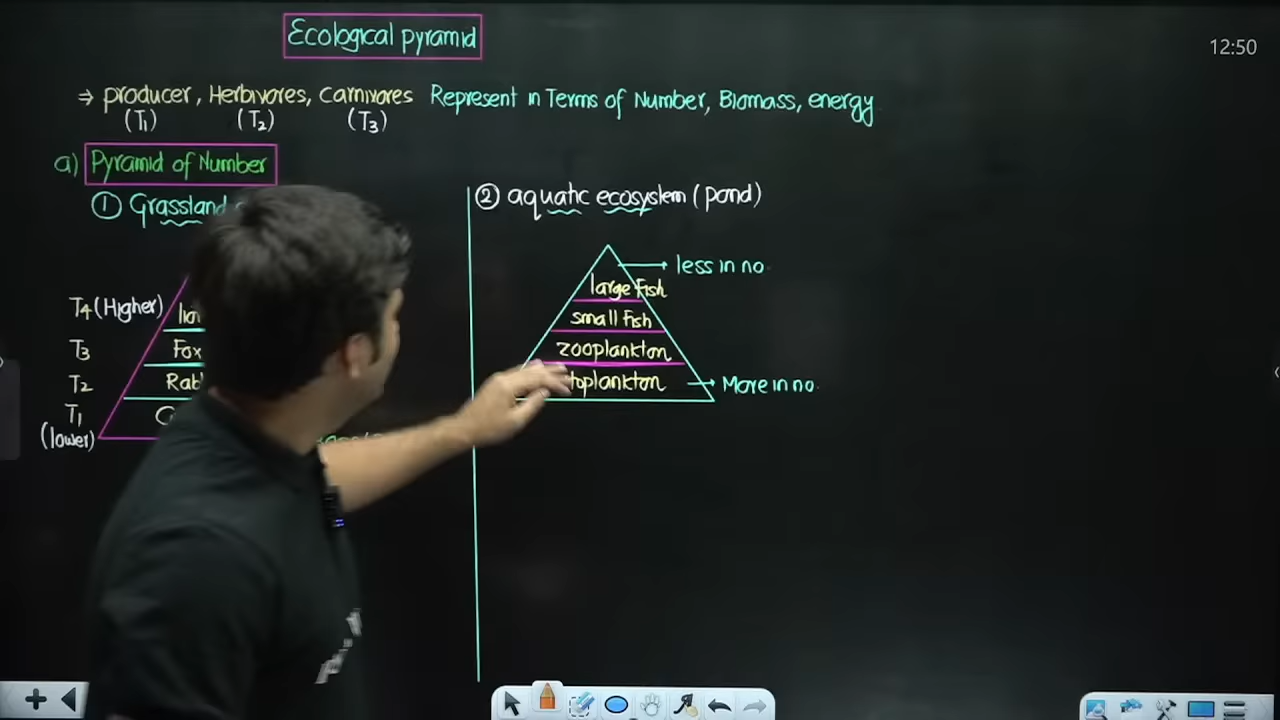 Ecological pyramid
12:50
⇒ producer, Herbivores, Carnivores Represent in Terms of Number, Biomass, energy
(T₁) (T₂) (T₃)
a) Pyramid of Number
① Grassland
T₄ (Higher)
T₃ Fox
T₂
T₁
(lower)
② aquatic ecosystem (pond)
less in no.
large fish
small fish
zooplankton
More in no.